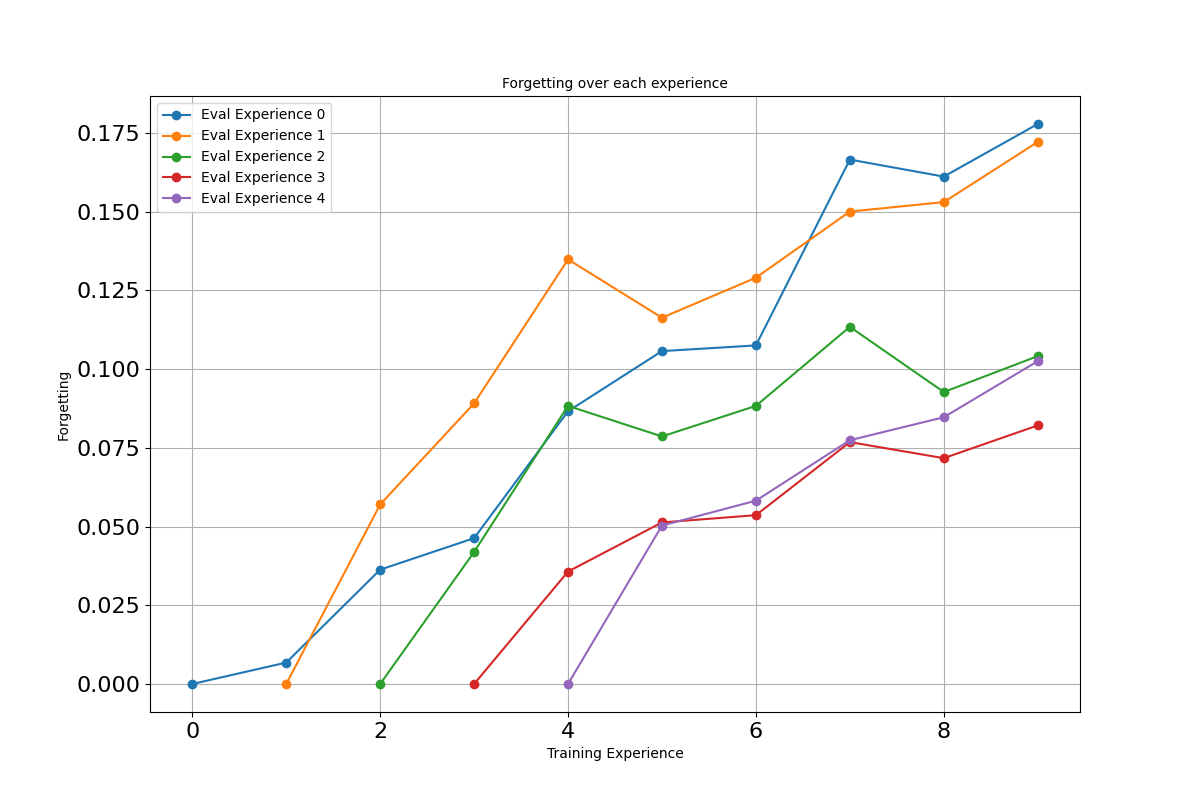 Forgetting over each experience
Eval Experience 0
Eval Experience 1
Eval Experience 2
Eval Experience 3
Eval Experience 4
0.175
0.150
0.125
0.100
0.075
0.050
0.025
0.000
Forgetting
0 2 4 6 8
Training Experience